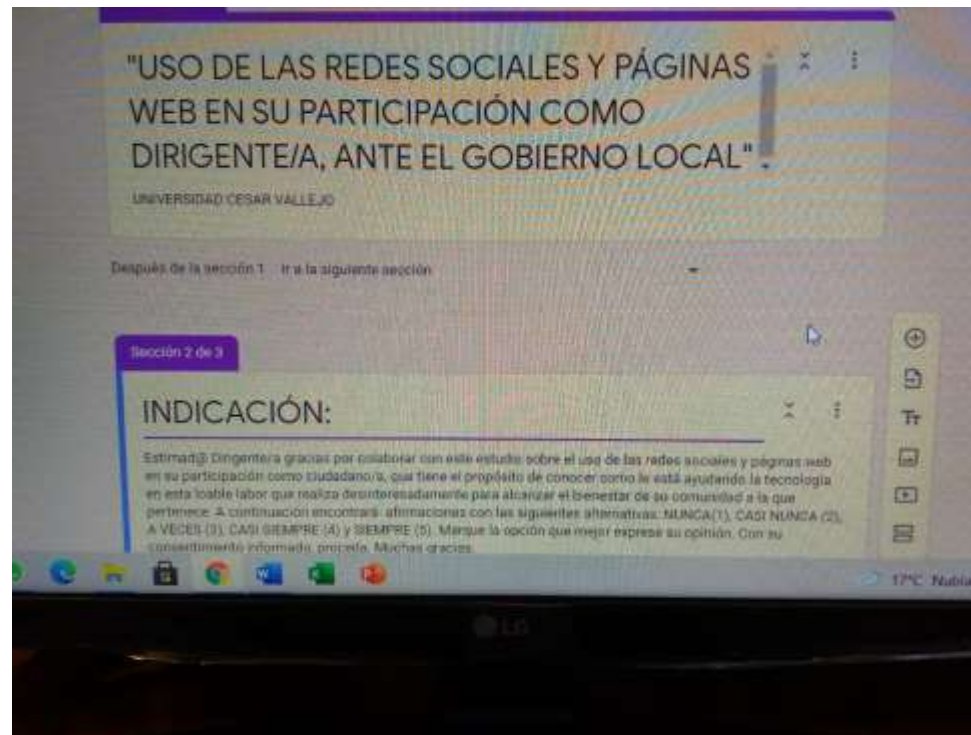 "USO DE LAS REDES SOCIALES Y PÁGINAS
WEB EN SU PARTICIPACIÓN COMO
DIRIGENTE/A, ANTE EL GOBIERNO LOCAL"
UNIVERSIDAD CESAR VALLEJO
Después de la sección 1 Ir a la siguiente sección
Sección 2 de 3
INDICACIÓN:
Tr
Estimad@ Dirigente/a gracias por colaborar con este estudio sobre el uso de las redes sociales y páginas web
en su participación como ciudadano/a, que tiene el propósito de conocer como le está ayudando la tecnología
en esta loable labor que realiza desinteresadamente para alcanzar el bienestar de su comunidad a la que
pertenece. A continuación encontrará afirmaciones con las siguientes alternativas: NUNCA(1), CASI NUNCA (2),
A VECES (3), CASI SIEMPRE (4) y SIEMPRE (5). Marque la opción que mejor exprese su opinión. Con su
consentimiento informado, proceda. Muchas gracias.
17°C Nubla
LG